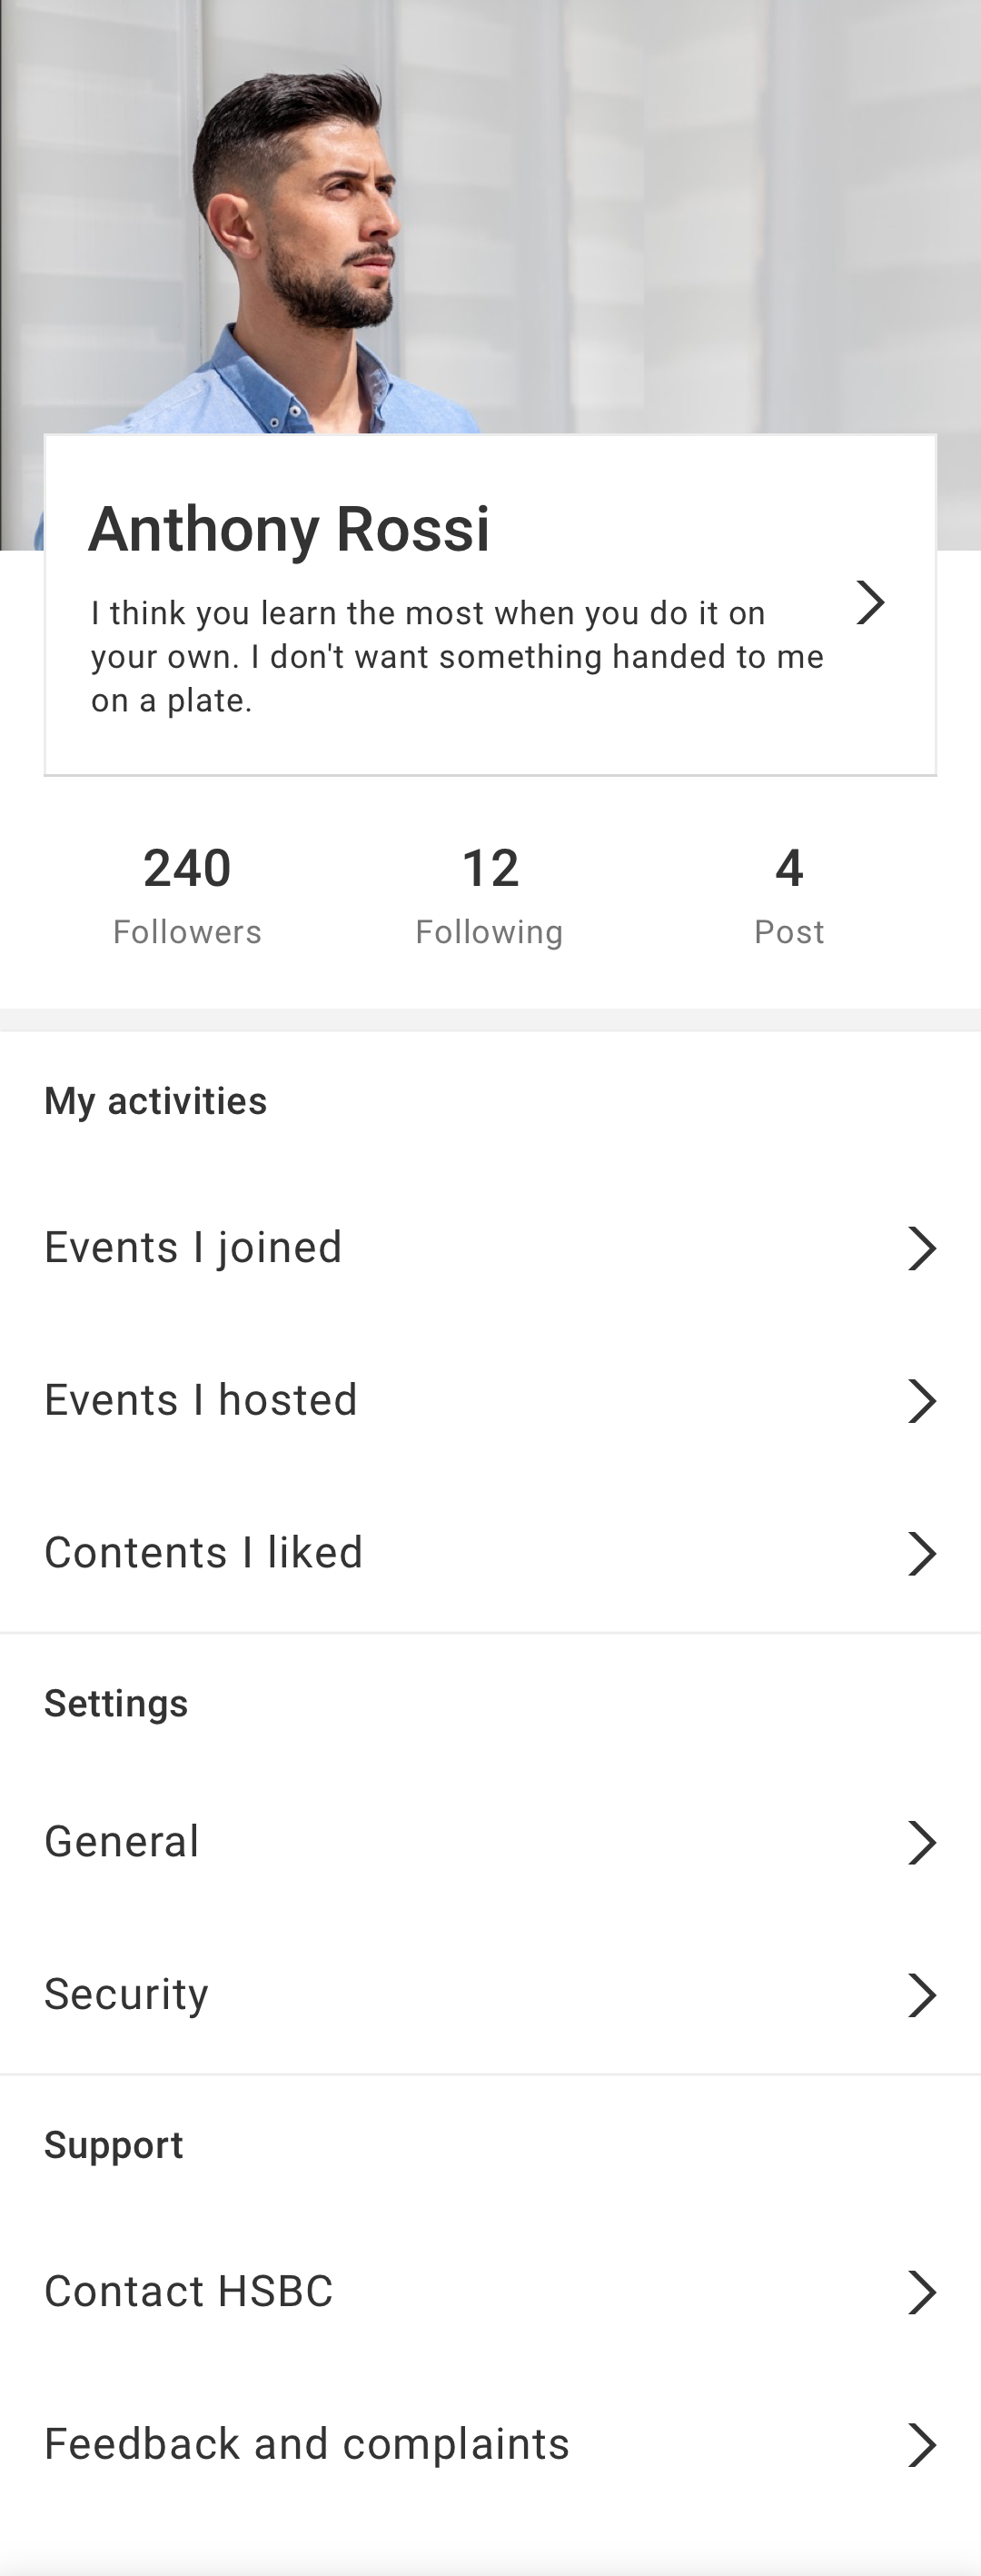 Anthony Rossi
I think you learn the most when you do it on
your own. I don't want something handed to me
on a plate.
240
Followers
12
Following
4
Post
My activities
Events I joined
Events I hosted
Contents I liked
Settings
General
Security
Support
Contact HSBC
Feedback and complaints